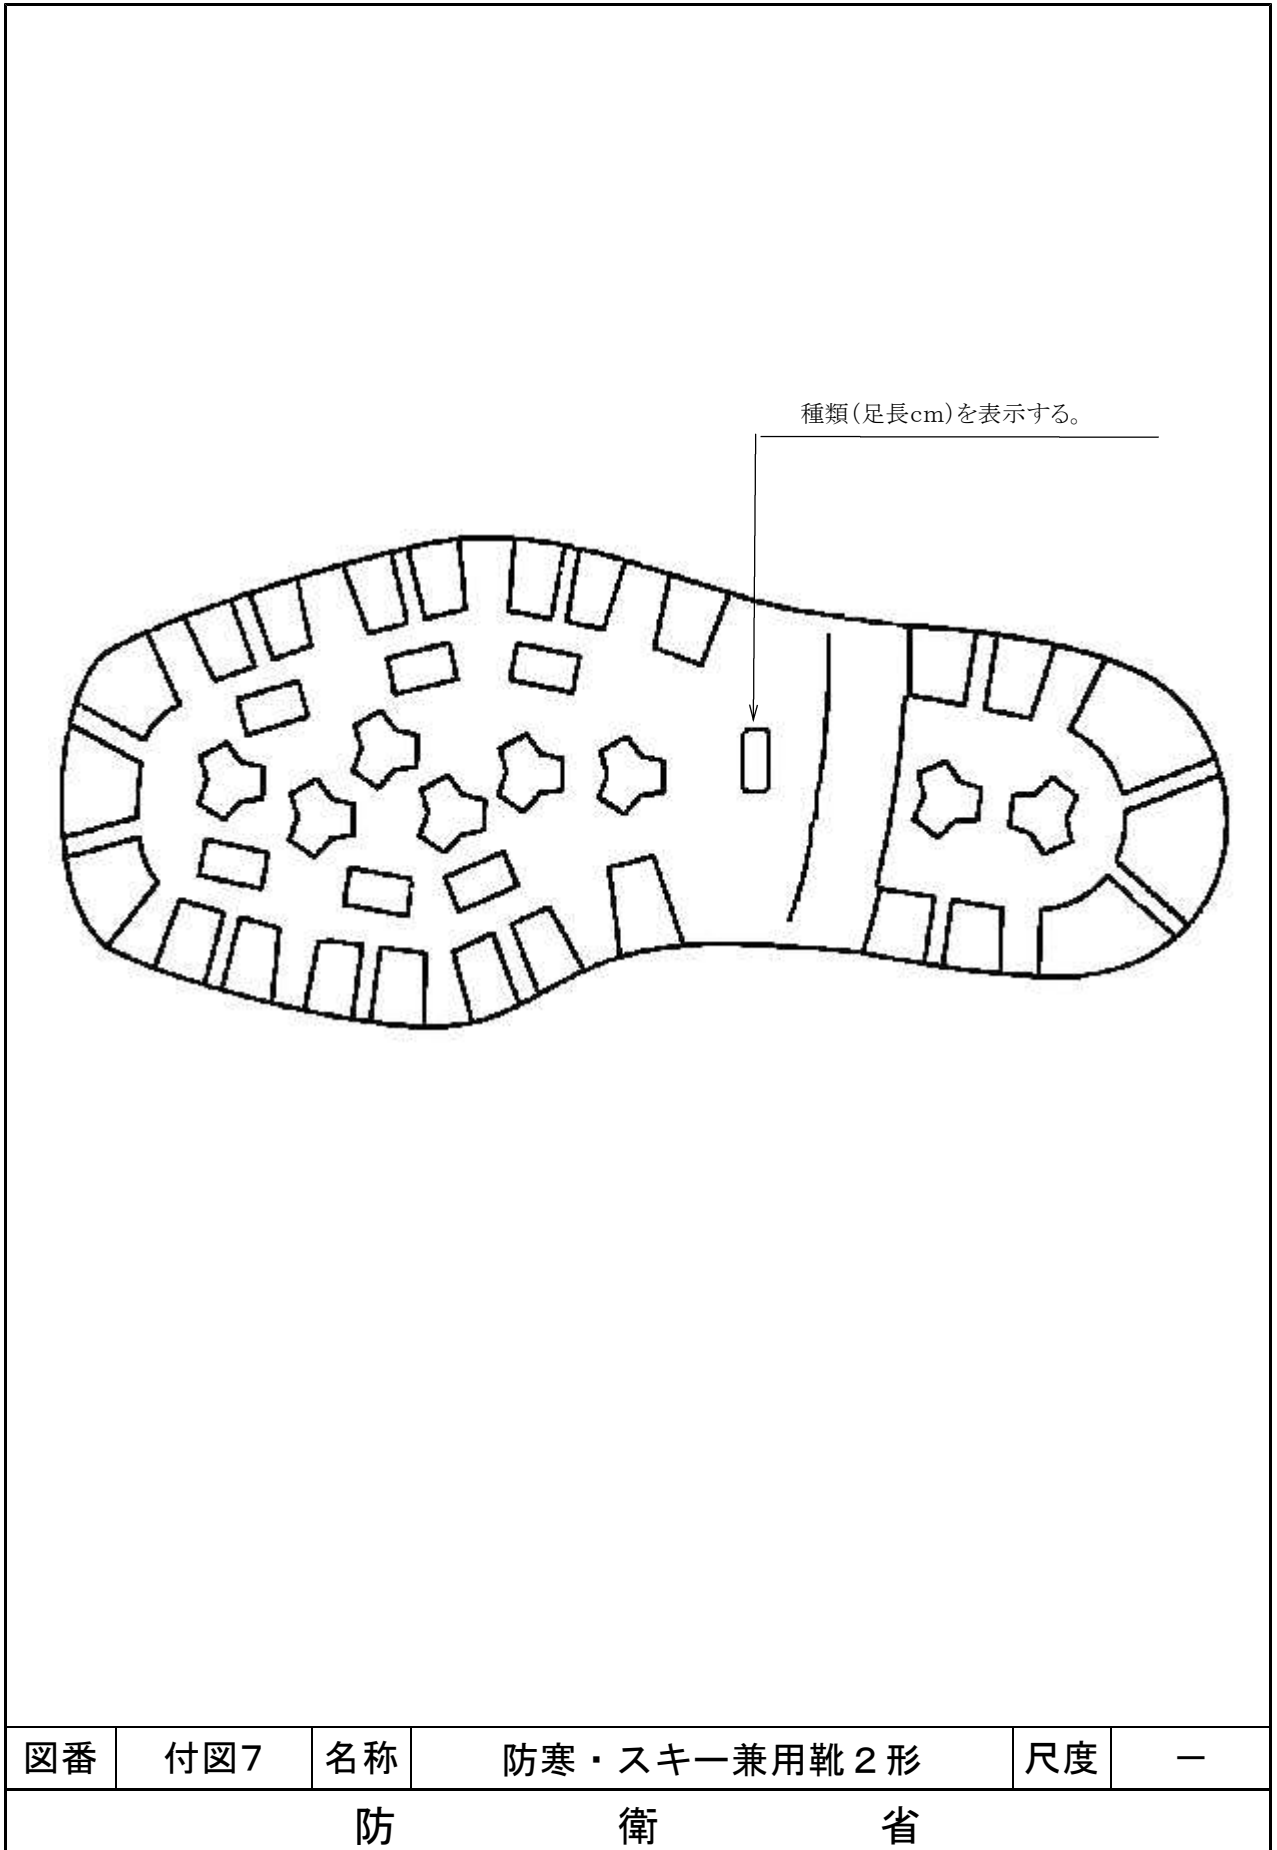 種類(足長cm)を表示する。
図番 付図7 名称 防寒・スキー兼用靴2形 尺度 ー
防衛省